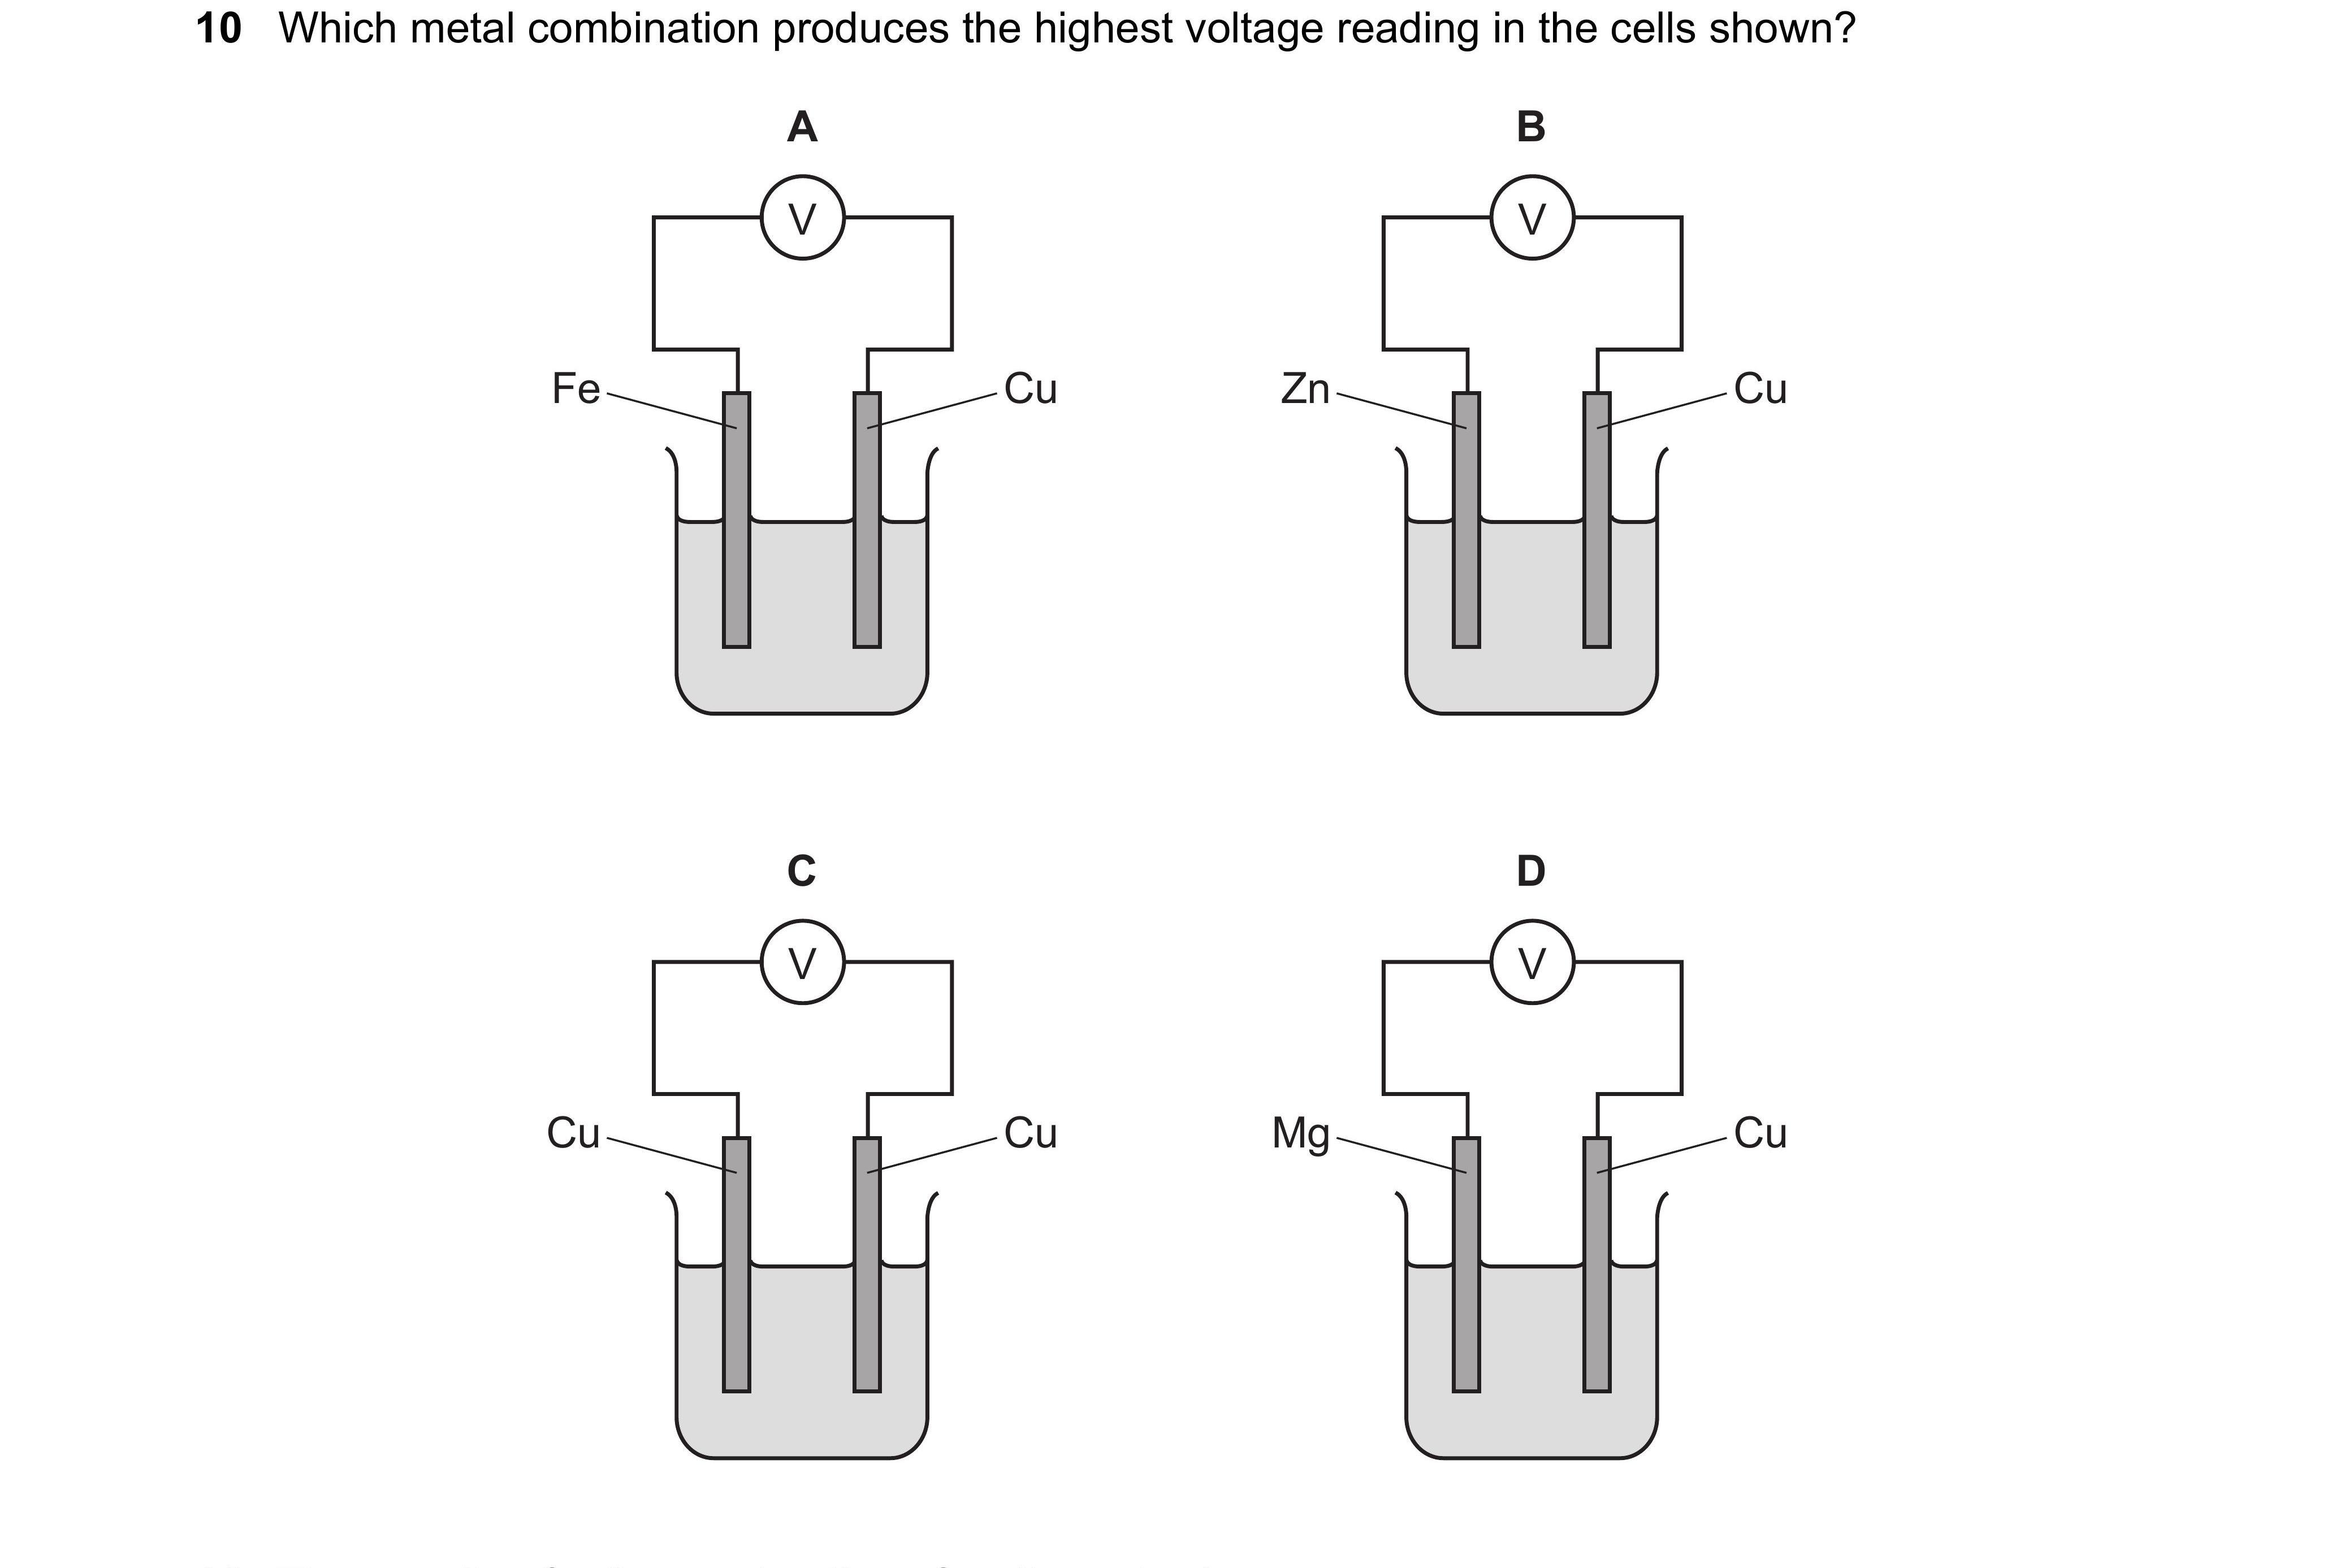 10 Which metal combination produces the highest voltage reading in the cells shown?
A B
V V
Fe Cu Zn Cu
C D
V V
Cu Cu Mg Cu